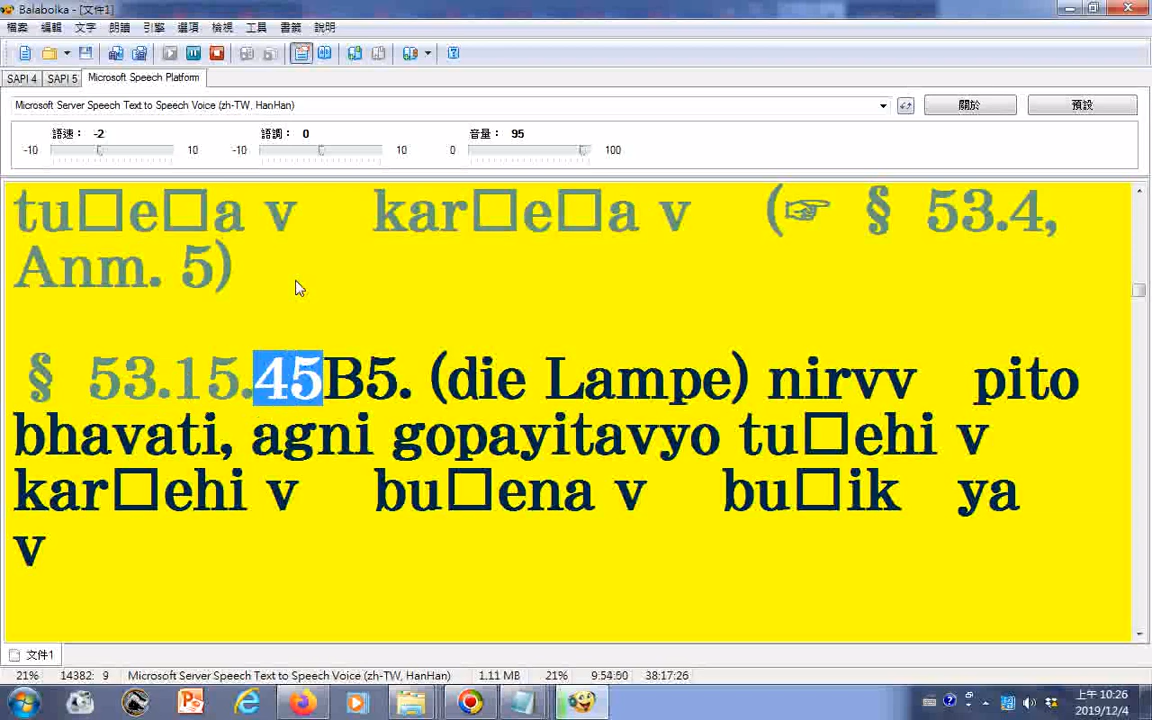 Balabolka - [文件1]
檔案 編輯 文字 朗讀 引擎 選項 檢視 工具 書籤 說明
SAPI 4 SAPI 5 Microsoft Speech Platform
Microsoft Server Speech Text to Speech Voice (zh-TW, HanHan) 關於 預設
語速： -2 語調： 0 音量： 95
-10 10 -10 10 0 100
tu□e□a v kar□e□a v (☞ § 53.4,
Anm. 5)
§ 53.15.45B5. (die Lampe) nirvv pito
bhavati, agni gopayitavyo tu□ehi v
kar□ehi v bu□ena v bu□ik ya
v
文件1
21% 14382: 9 Microsoft Server Speech Text to Speech Voice (zh-TW, HanHan) 1.11 MB 21% 9:54:50 38:17:26
上午 10:26
2019/12/4